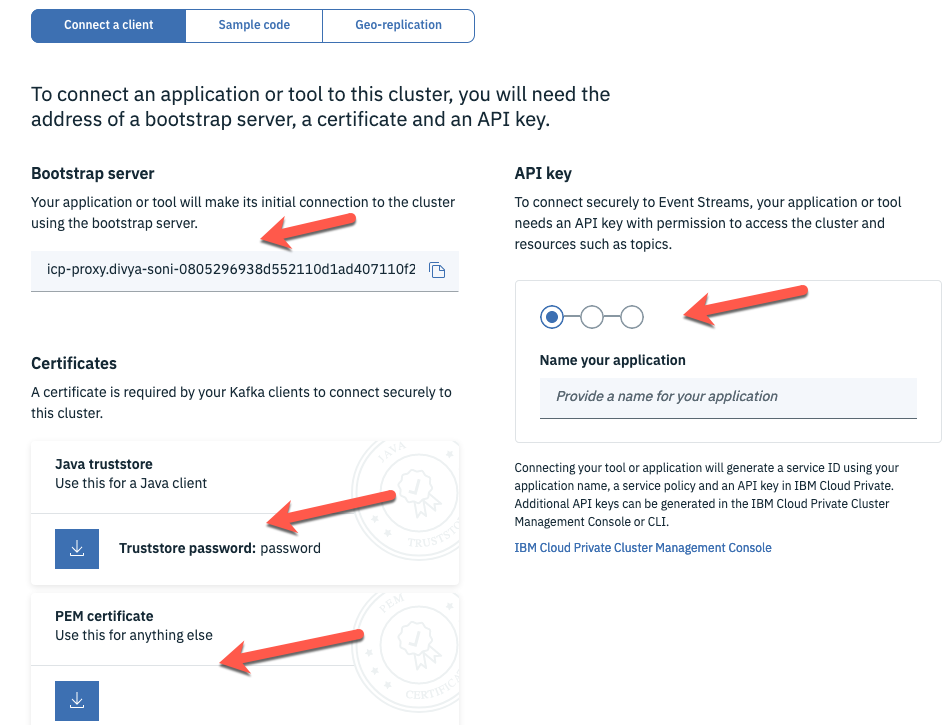 Connect a client
Sample code
Geo-replication
To connect an application or tool to this cluster, you will need the
address of a bootstrap server, a certificate and an API key.
Bootstrap server
Your application or tool will make its initial connection to the cluster
using the bootstrap server.
icp-proxy.divya-soni-0805296938d552110d1ad407110f2
Certificates
A certificate is required by your Kafka clients to connect securely to
this cluster.
Java truststore
Use this for a Java client
JAVA
TRUSTST
Truststore password: password
PEM certificate
Use this for anything else
PEM
CERTIFIC
API key
To connect securely to Event Streams, your application or tool
needs an API key with permission to access the cluster and
resources such as topics.
Name your application
Provide a name for your application
Connecting your tool or application will generate a service ID using your
application name, a service policy and an API key in IBM Cloud Private.
Additional API keys can be generated in the IBM Cloud Private Cluster
Management Console or CLI.
IBM Cloud Private Cluster Management Console